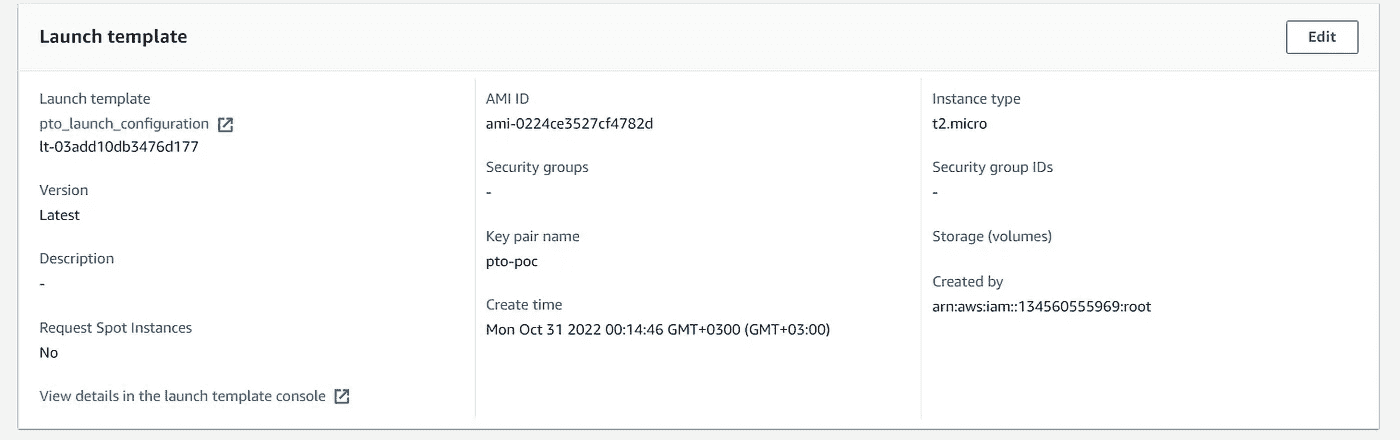 Launch template
Edit
Launch template
pto_launch_configuration
lt-03add10db3476d177
Version
Latest
Description
-
Request Spot Instances
No
View details in the launch template console
AMI ID
ami-0224ce3527cf4782d
Security groups
-
Key pair name
pto-poc
Create time
Mon Oct 31 2022 00:14:46 GMT+0300 (GMT+03:00)
Instance type
t2.micro
Security group IDs
-
Storage (volumes)
Created by
arn:aws:iam::134560555969:root